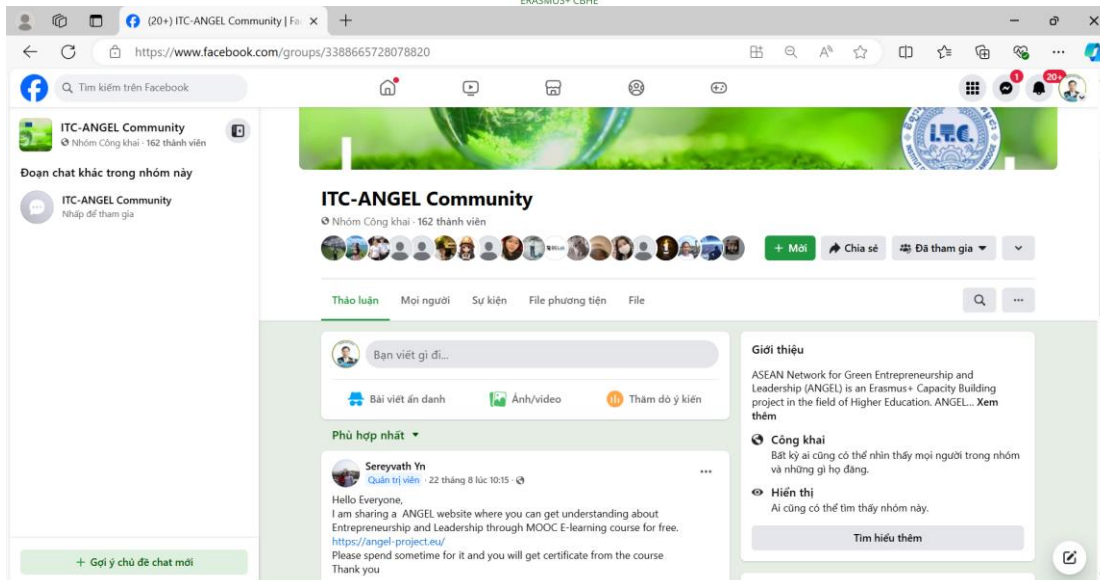 ERASMUS+ CBHE
(20+) ITC-ANGEL Community | Fa
https://www.facebook.com/groups/3388665728078820
Tìm kiếm trên Facebook
1
20+
ITC-ANGEL Community
Nhóm Công khai · 162 thành viên
Đoạn chat khác trong nhóm này
ITC-ANGEL Community
Nhấp để tham gia
+ Gợi ý chủ đề chat mới
I.T.C.
ITC-ANGEL Community
Nhóm Công khai · 162 thành viên
+ Mời
Chia sẻ
Đã tham gia
Thảo luận Mọi người Sự kiện File phương tiện File
Bạn viết gì đi...
Bài viết ẩn danh
Ảnh/video
Thăm dò ý kiến
Phù hợp nhất
Sereyvath Yn
Quản trị viên · 22 tháng 8 lúc 10:15 ·
Hello Everyone,
I am sharing a ANGEL website where you can get understanding about
Entrepreneurship and Leadership through MOOC E-learning course for free.
https://angel-project.eu/
Please spend sometime for it and you will get certificate from the course
Thank you
Giới thiệu
ASEAN Network for Green Entrepreneurship and
Leadership (ANGEL) is an Erasmus+ Capacity Building
project in the field of Higher Education. ANGEL... Xem
thêm
Công khai
Bất kỳ ai cũng có thể nhìn thấy mọi người trong nhóm
và những gì họ đăng.
Hiển thị
Ai cũng có thể tìm thấy nhóm này.
Tìm hiểu thêm